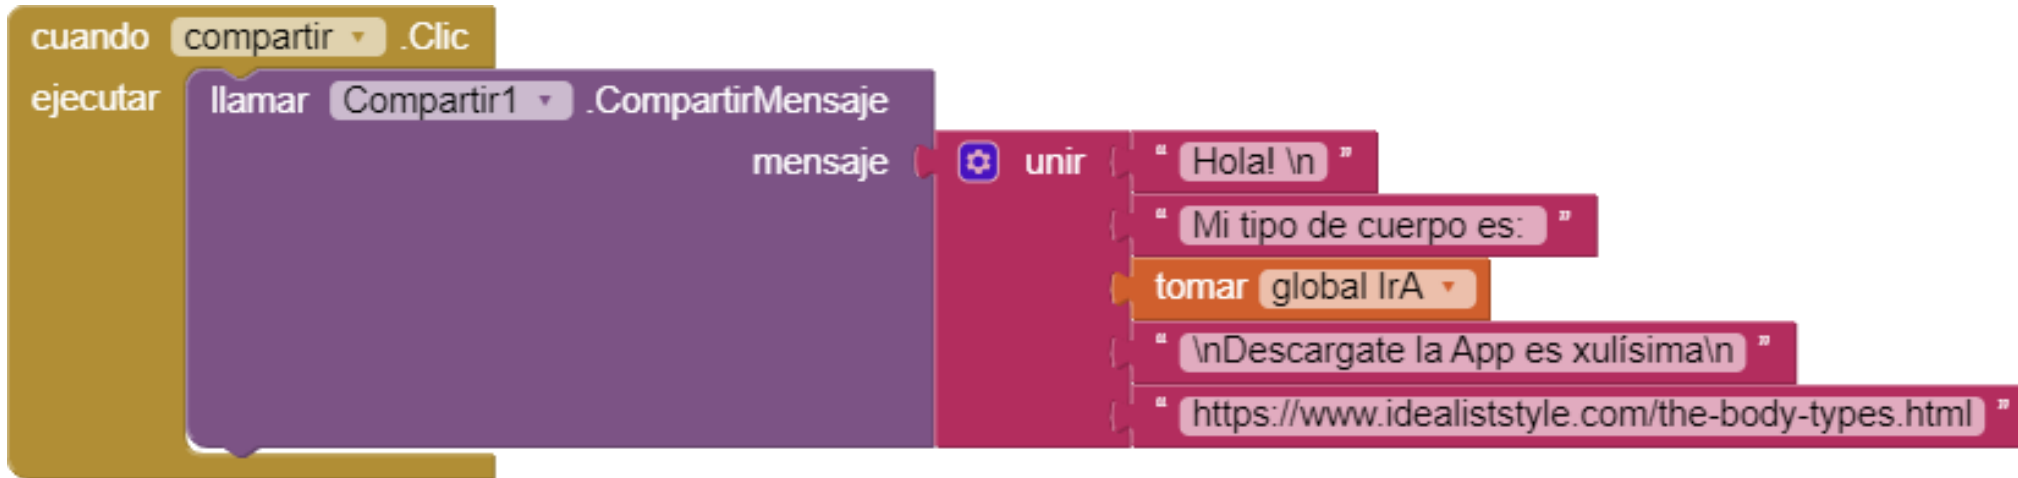 cuando compartir .Clic
ejecutar llamar Compartir1 .CompartirMensaje
mensaje unir “ Hola! \n ”
“ Mi tipo de cuerpo es: ”
tomar global IrA
“ \nDescargate la App es xulísima\n ”
“ https://www.idealiststyle.com/the-body-types.html ”